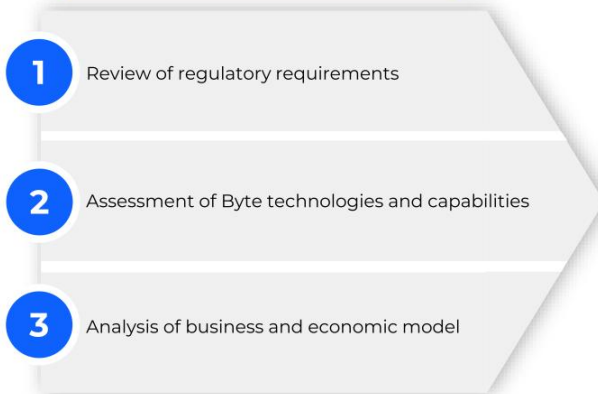 1
Review of regulatory requirements
2
Assessment of Byte technologies and capabilities
3
Analysis of business and economic model